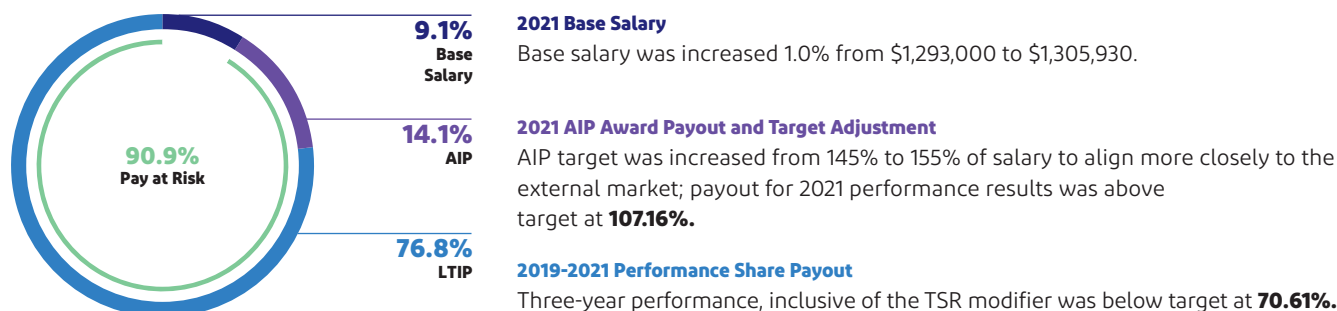 90.9%
Pay at Risk
9.1%
Base
Salary
14.1%
AIP
76.8%
LTIP
2021 Base Salary
Base salary was increased 1.0% from $1,293,000 to $1,305,930.
2021 AIP Award Payout and Target Adjustment
AIP target was increased from 145% to 155% of salary to align more closely to the
external market; payout for 2021 performance results was above
target at 107.16%.
2019-2021 Performance Share Payout
Three-year performance, inclusive of the TSR modifier was below target at 70.61%.